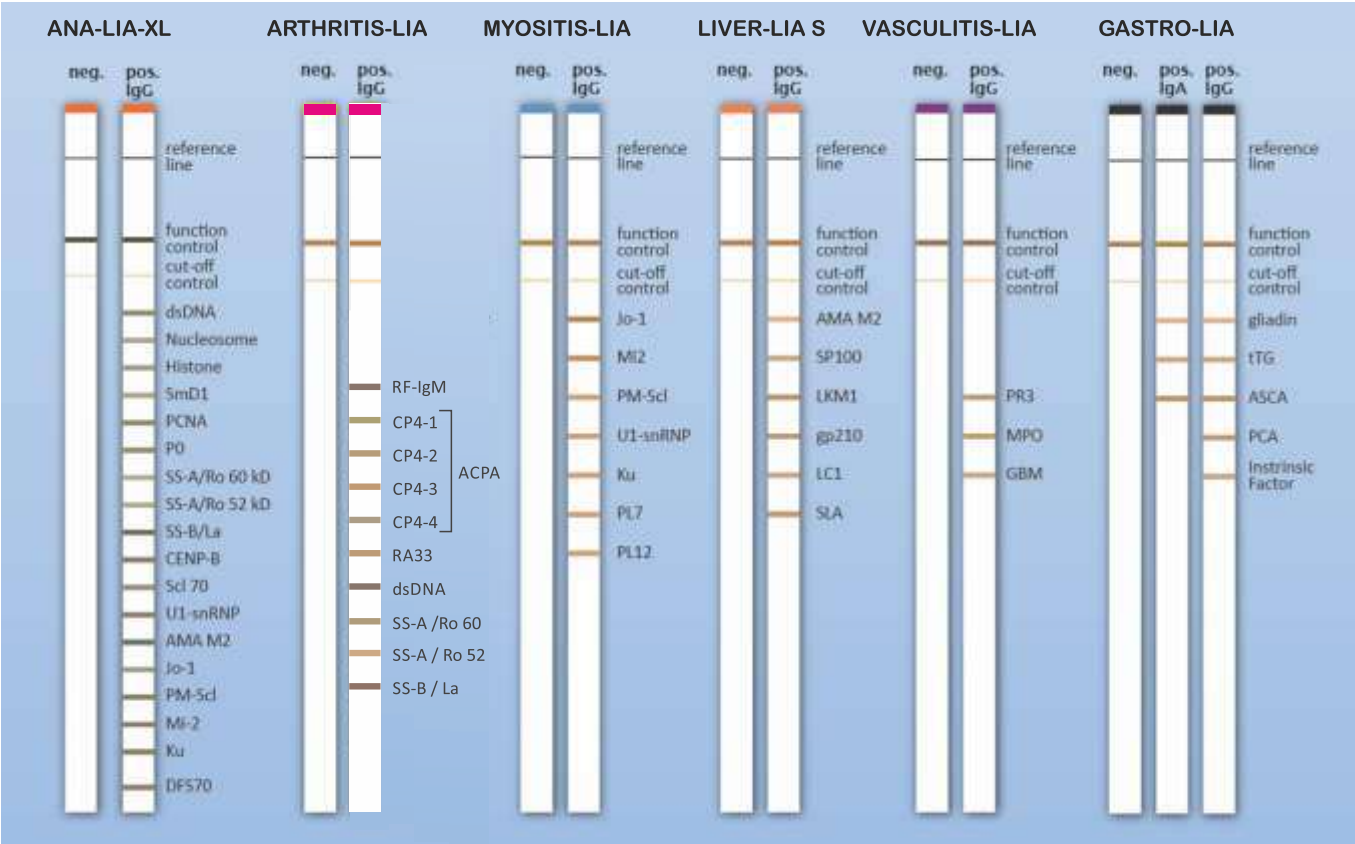 ANA-LIA-XL
neg.
pos.
IgG
reference
line
function
control
cut-off
control
dsDNA
Nucleosome
Histone
SmD1
PCNA
P0
SS-A/Ro 60 kD
SS-A/Ro 52 kD
SS-B/La
CENP-B
Scl 70
U1-snRNP
AMA M2
Jo-1
PM-Scl
Mi-2
Ku
DFS70
ARTHRITIS-LIA
neg.
pos.
IgG
RF-IgM
CP4-1
CP4-2
CP4-3
CP4-4
ACPA
RA33
dsDNA
SS-A /Ro 60
SS-A / Ro 52
SS-B / La
MYOSITIS-LIA
neg.
pos.
IgG
reference
line
function
control
cut-off
control
Jo-1
Mi2
PM-Scl
U1-snRNP
Ku
PL7
PL12
LIVER-LIA S
neg.
pos.
IgG
reference
line
function
control
cut-off
control
AMA M2
SP100
LKM1
gp210
LC1
SLA
VASCULITIS-LIA
neg.
pos.
IgG
reference
line
function
control
cut-off
control
PR3
MPO
GBM
GASTRO-LIA
neg.
pos.
IgA
pos.
IgG
reference
line
function
control
cut-off
control
gliadin
tTG
ASCA
PCA
Instrinsic
Factor